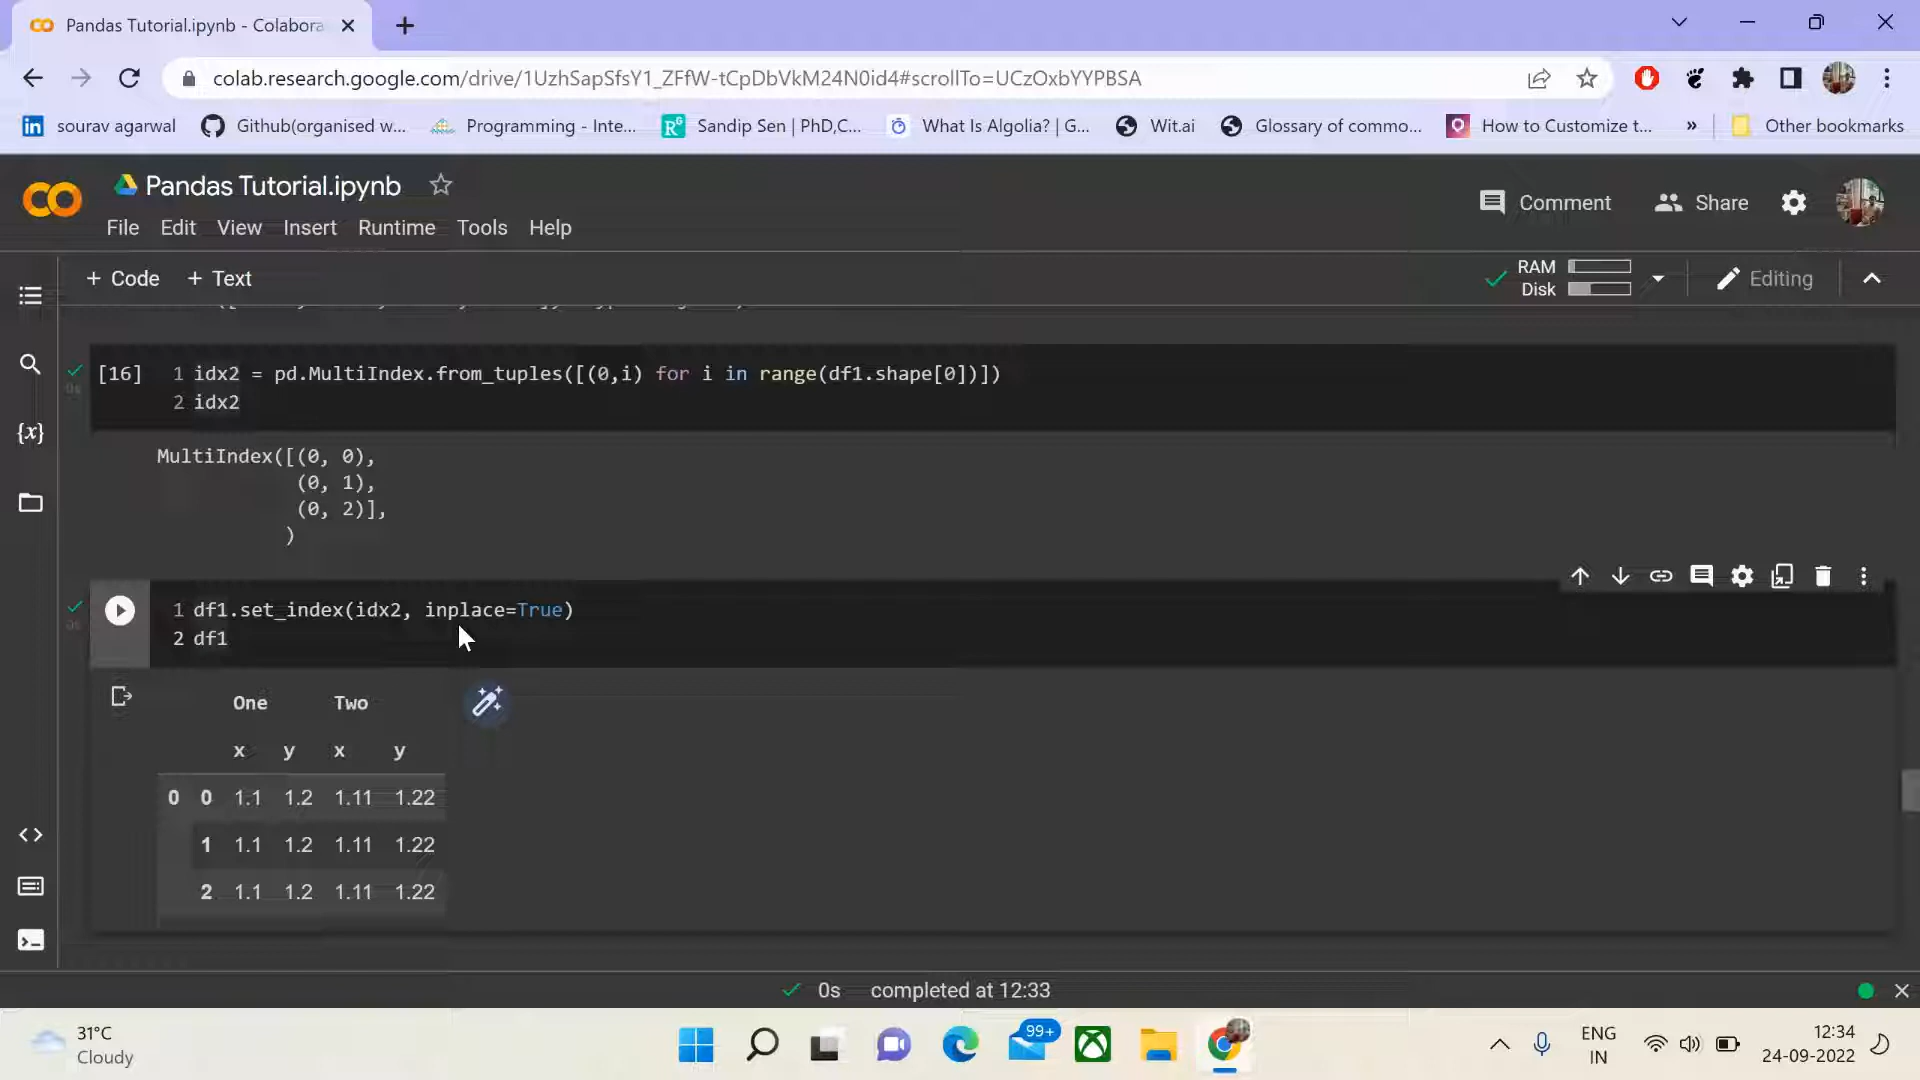 Pandas Tutorial.ipynb - Colabora
colab.research.google.com/drive/1UzhSapSfsY1_ZFfW-tCpDbVkM24N0id4#scrollTo=UCzOxbYYPBSA
sourav agarwal
Github(organised w...
Programming - Inte...
Sandip Sen | PhD,C...
What Is Algolia? | G...
Wit.ai
Glossary of commo...
How to Customize t...
»
Other bookmarks
Pandas Tutorial.ipynb
Comment
Share
File Edit View Insert Runtime Tools Help
+ Code + Text
RAM
Disk
Editing
[16] 1 idx2 = pd.MultiIndex.from_tuples([(0,i) for i in range(df1.shape[0])])
2 idx2
MultiIndex([(0, 0),
(0, 1),
(0, 2)],
)
1 df1.set_index(idx2, inplace=True)
2 df1
One Two
x y x y
0 0 1.1 1.2 1.11 1.22
1 1.1 1.2 1.11 1.22
2 1.1 1.2 1.11 1.22
0s completed at 12:33
31°C
Cloudy
99+
ENG
IN
12:34
24-09-2022